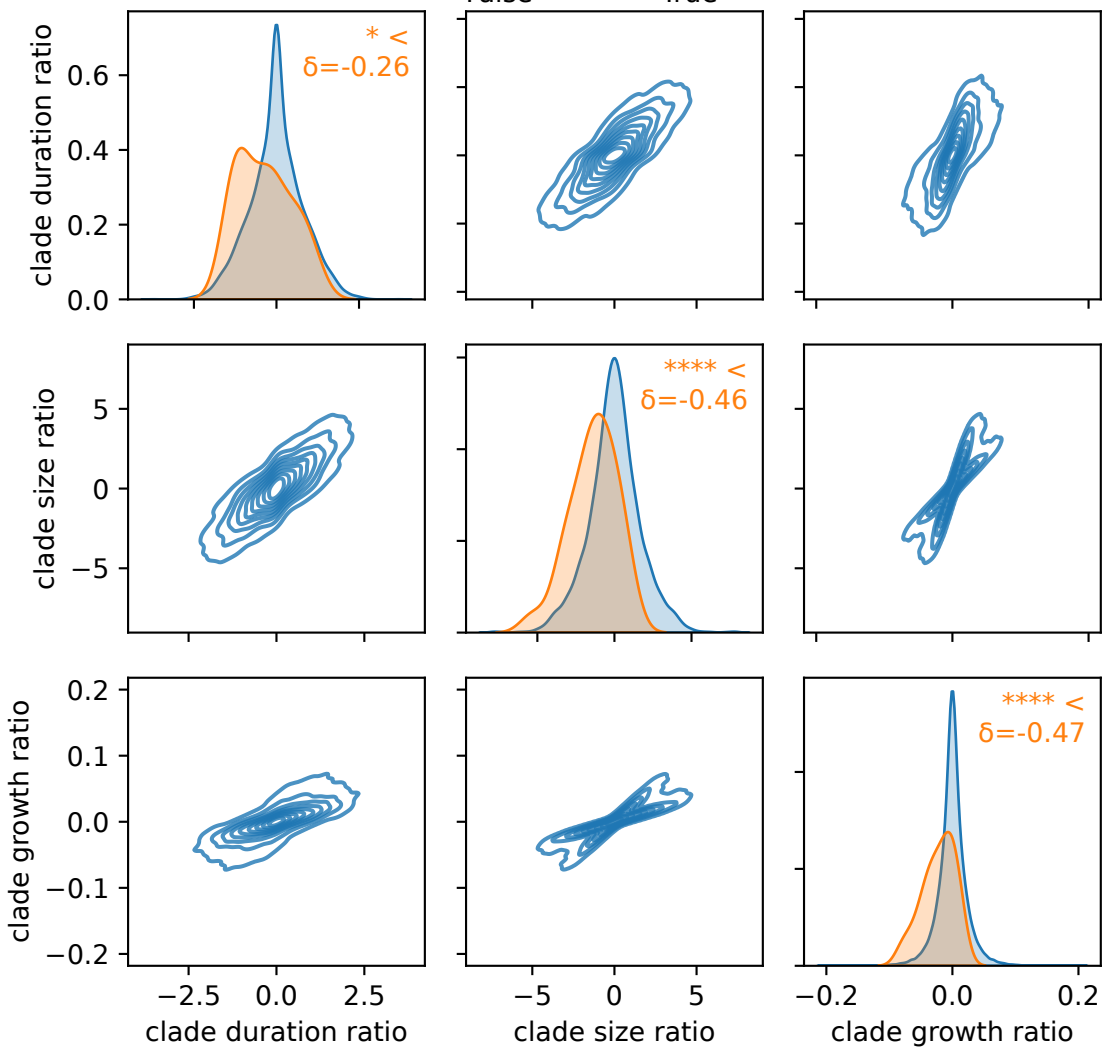 clade duration ratio
0.6
0.4
0.2
0.0
* <
δ=-0.26
clade size ratio
5
0
−5
**** <
δ=-0.46
clade growth ratio
0.2
0.1
0.0
−0.1
−0.2
**** <
δ=-0.47
−2.5 0.0 2.5
−5 0 5
−0.2 0.0 0.2
clade duration ratio
clade size ratio
clade growth ratio